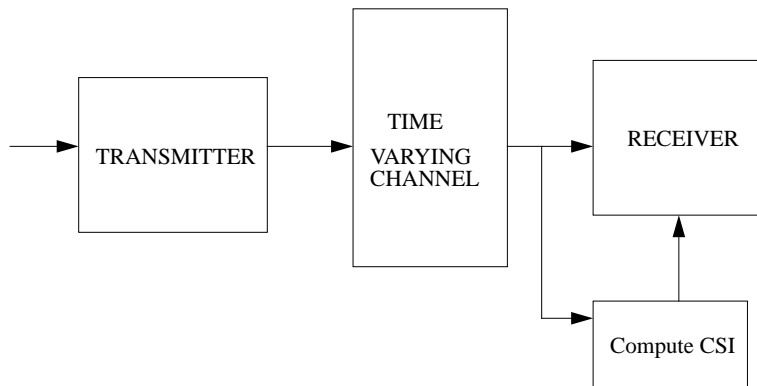 TRANSMITTER
TIME
VARYING
CHANNEL
RECEIVER
Compute CSI